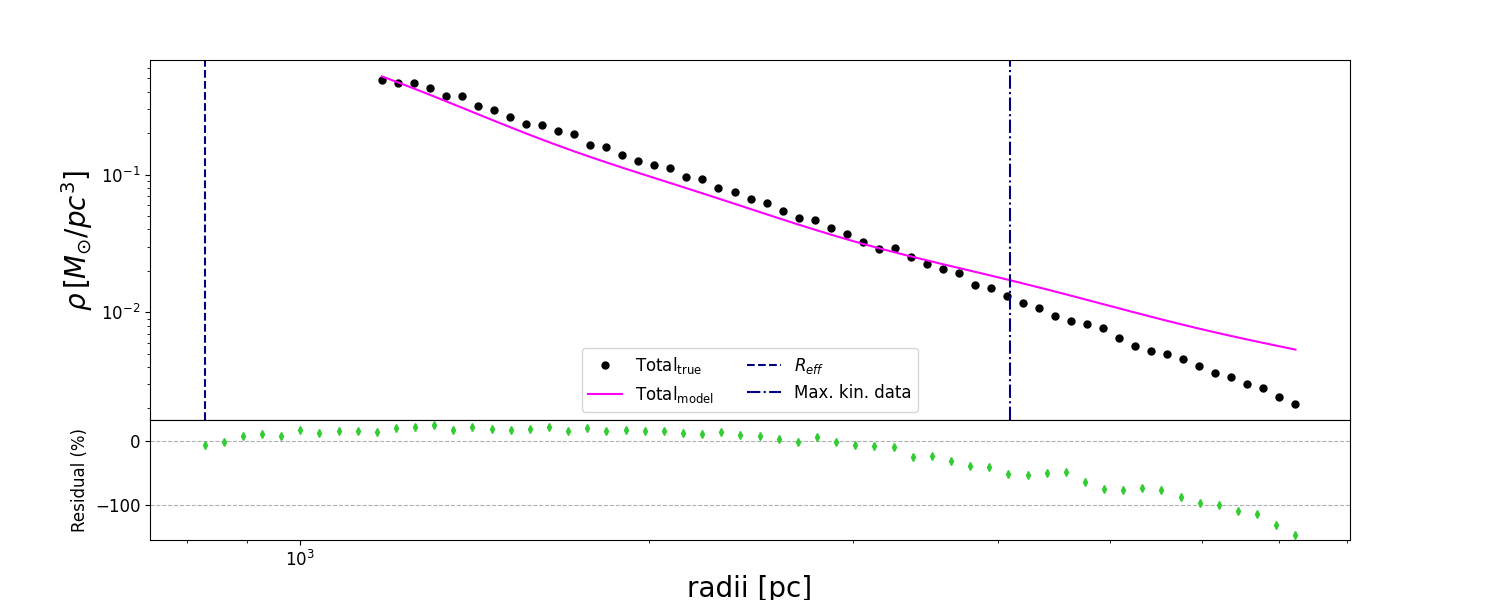 ρ [M⊙/pc³]
10⁻¹
10⁻²
Total_true
Total_model
R_eff
Max. kin. data
Residual (%)
0
−100
10³
radii [pc]